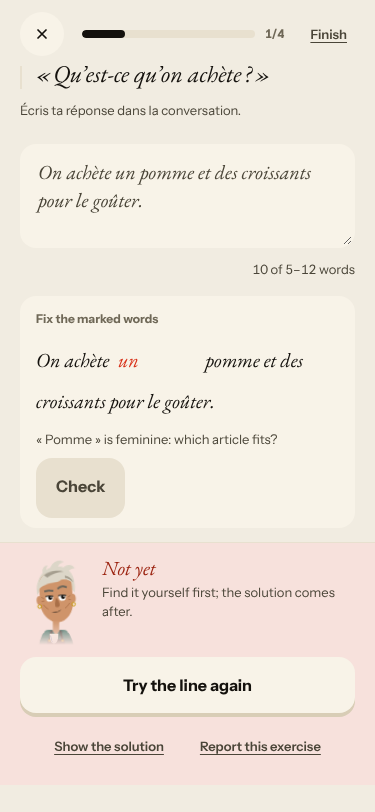 1/4
Finish
« Qu’est-ce qu’on achète ? »
Écris ta réponse dans la conversation.
On achète un pomme et des croissants
pour le goûter.
10 of 5–12 words
Fix the marked words
On achète un pomme et des
croissants pour le goûter.
« Pomme » is feminine: which article fits?
Check
Not yet
Find it yourself first; the solution comes
after.
Try the line again
Show the solution Report this exercise